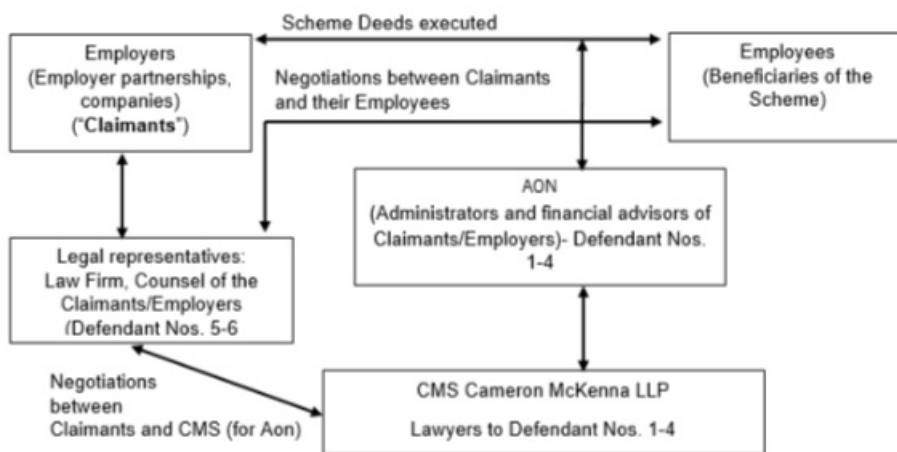 Scheme Deeds executed
Employers
(Employer partnerships,
companies)
("Claimants")
Negotiations between Claimants
and their Employees
Employees
(Beneficiaries of the
Scheme)
AON
(Administrators and financial advisors of
Claimants/Employers)- Defendant Nos.
1-4
Legal representatives:
Law Firm, Counsel of the
Claimants/Employers
(Defendant Nos. 5-6
Negotiations
between
Claimants and CMS (for Aon)
CMS Cameron McKenna LLP
Lawyers to Defendant Nos. 1-4